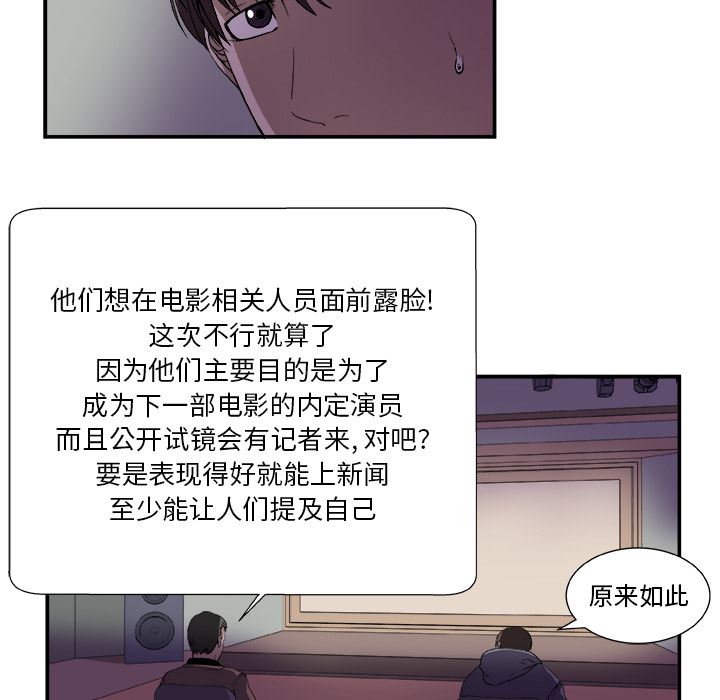 他们想在电影相关人员面前露脸!
这次不行就算了
因为他们主要目的是为了
成为下一部电影的内定演员
而且公开试镜会有记者来, 对吧?
要是表现得好就能上新闻
至少能让人们提及自己
原来如此